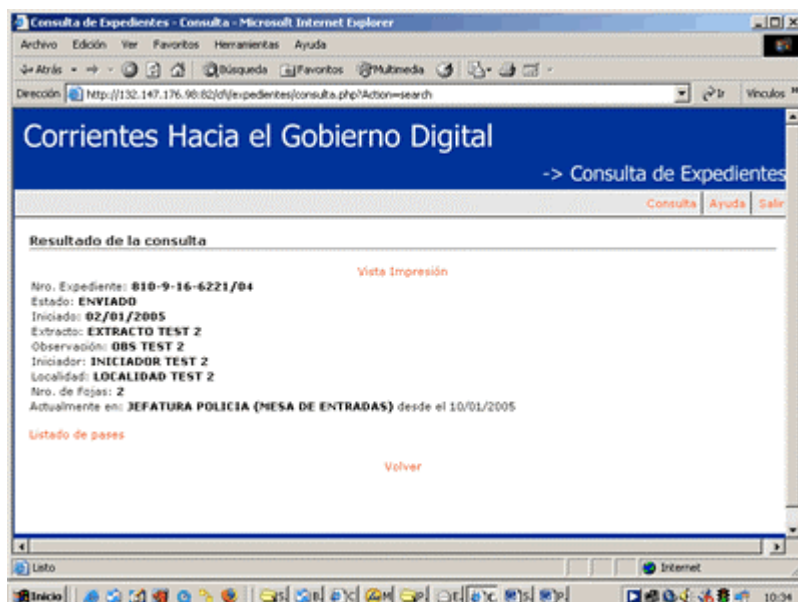 Consulta de Expedientes - Consulta - Microsoft Internet Explorer
Archivo Edición Ver Favoritos Herramientas Ayuda
Atrás Búsqueda Favoritos Multimedia
Dirección http://132.147.176.98:82/df/expedientes/consulta.php?Action=search Ir Vínculos
Corrientes Hacia el Gobierno Digital
-> Consulta de Expedientes
Consulta Ayuda Salir
Resultado de la consulta
Vista Impresión
Nro. Expediente: 810-9-16-6221/04
Estado: ENVIADO
Iniciado: 02/01/2005
Extracto: EXTRACTO TEST 2
Observación: OBS TEST 2
Iniciador: INICIADOR TEST 2
Localidad: LOCALIDAD TEST 2
Nro. de Fojas: 2
Actualmente en: JEFATURA POLICIA (MESA DE ENTRADAS) desde el 10/01/2005
Listado de pases
Volver
Listo Internet
Inicio 10:34